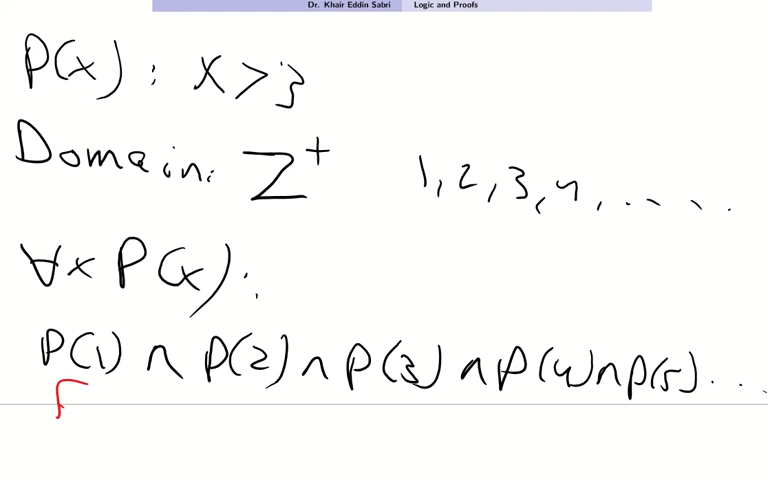 Dr. Khair Eddin Sabri Logic and Proofs
P(x) : x > 3
Domain: Z⁺ 1, 2, 3, 4, .....
∀x P(x) :
P(1) ∧ P(2) ∧ P(3) ∧ P(4) ∧ P(5) ...
F